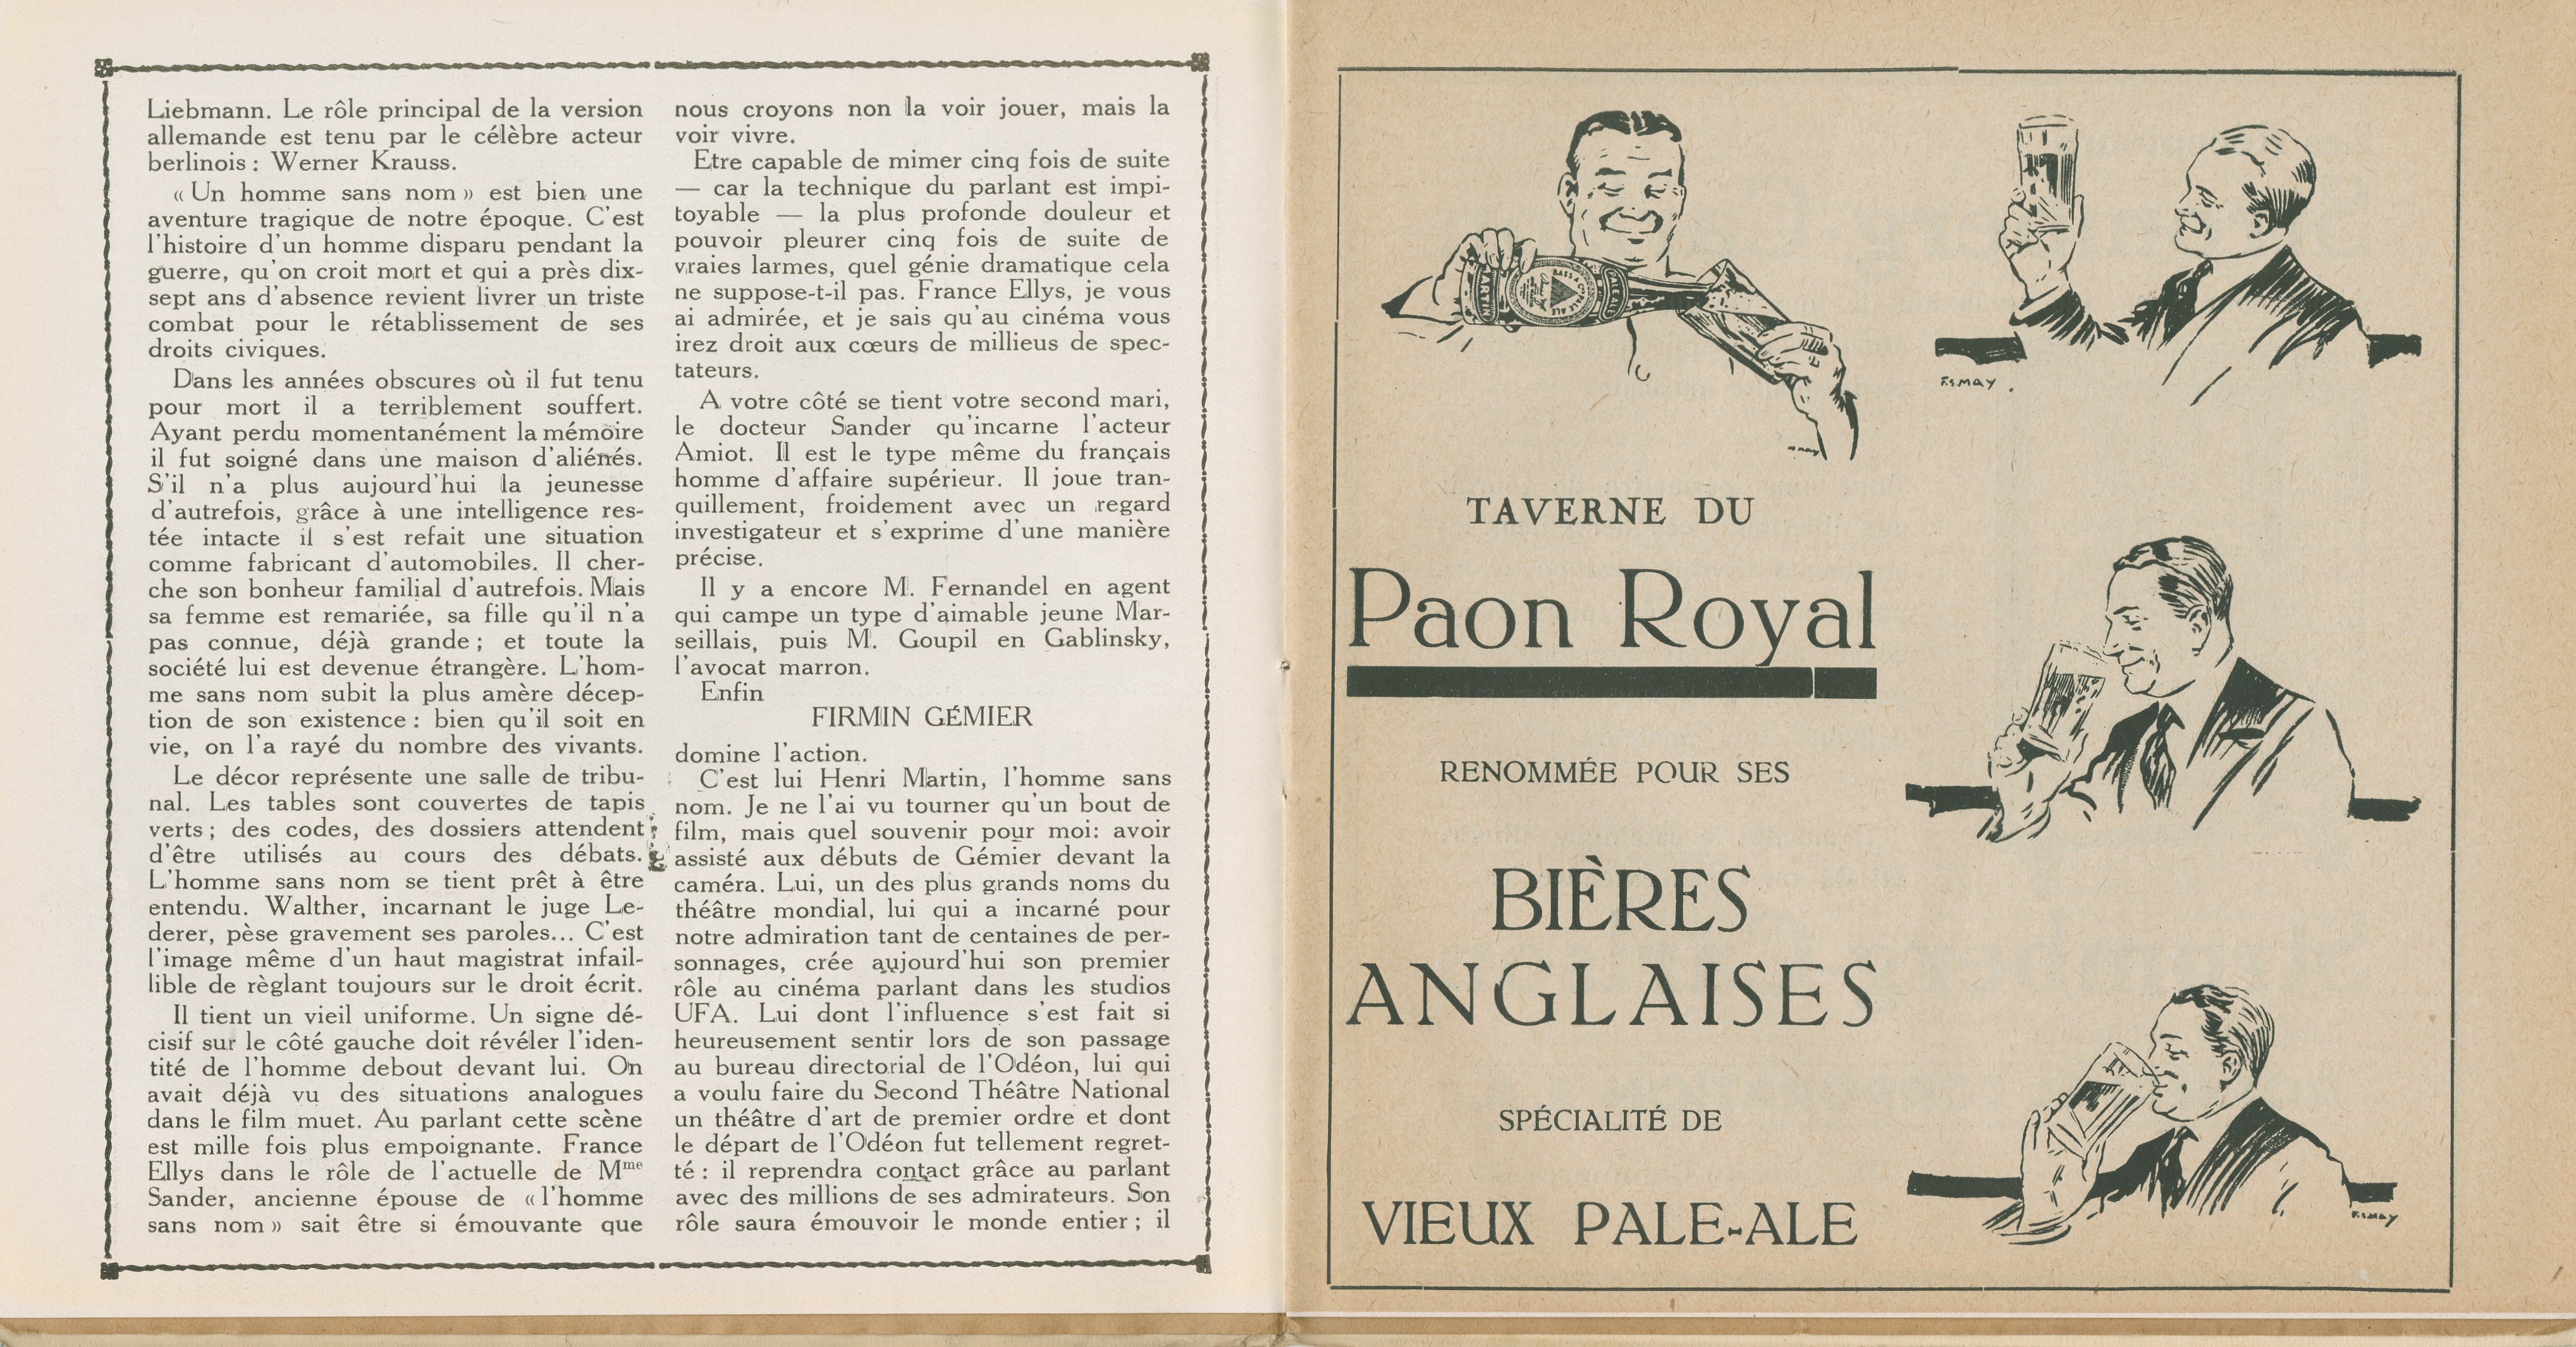 Liebmann. Le rôle principal de la version
allemande est tenu par le célèbre acteur
berlinois : Werner Krauss.
« Un homme sans nom » est bien une
aventure tragique de notre époque. C'est
l'histoire d'un homme disparu pendant la
guerre, qu'on croit mort et qui a près dix-
sept ans d'absence revient livrer un triste
combat pour le rétablissement de ses
droits civiques.
Dans les années obscures où il fut tenu
pour mort il a terriblement souffert.
Ayant perdu momentanément la mémoire
il fut soigné dans une maison d'aliénés.
S'il n'a plus aujourd'hui la jeunesse
d'autrefois, grâce à une intelligence res-
tée intacte il s'est refait une situation
comme fabricant d'automobiles. Il cher-
che son bonheur familial d'autrefois. Mais
sa femme est remariée, sa fille qu'il n'a
pas connue, déjà grande ; et toute la
société lui est devenue étrangère. L'hom-
me sans nom subit la plus amère décep-
tion de son existence : bien qu'il soit en
vie, on l'a rayé du nombre des vivants.
Le décor représente une salle de tribu-
nal. Les tables sont couvertes de tapis
verts ; des codes, des dossiers attendent
d'être utilisés au cours des débats.
L'homme sans nom se tient prêt à être
entendu. Walther, incarnant le juge Le-
derer, pèse gravement ses paroles... C'est
l'image même d'un haut magistrat infail-
lible de règlant toujours sur le droit écrit.
Il tient un vieil uniforme. Un signe dé-
cisif sur le côté gauche doit révéler l'iden-
tité de l'homme debout devant lui. On
avait déjà vu des situations analogues
dans le film muet. Au parlant cette scène
est mille fois plus empoignante. France
Ellys dans le rôle de l'actuelle de Mme
Sander, ancienne épouse de « l'homme
sans nom » sait être si émouvante que
nous croyons non la voir jouer, mais la
voir vivre.
Etre capable de mimer cinq fois de suite
— car la technique du parlant est impi-
toyable — la plus profonde douleur et
pouvoir pleurer cinq fois de suite de
vraies larmes, quel génie dramatique cela
ne suppose-t-il pas. France Ellys, je vous
ai admirée, et je sais qu'au cinéma vous
irez droit aux cœurs de millieus de spec-
tateurs.
A votre côté se tient votre second mari,
le docteur Sander qu'incarne l'acteur
Amiot. Il est le type même du français
homme d'affaire supérieur. Il joue tran-
quillement, froidement avec un regard
investigateur et s'exprime d'une manière
précise.
Il y a encore M. Fernandel en agent
qui campe un type d'aimable jeune Mar-
seillais, puis M. Goupil en Gablinsky,
l'avocat marron.
Enfin
FIRMIN GÉMIER
domine l'action.
C'est lui Henri Martin, l'homme sans
nom. Je ne l'ai vu tourner qu'un bout de
film, mais quel souvenir pour moi: avoir
assisté aux débuts de Gémier devant la
caméra. Lui, un des plus grands noms du
théâtre mondial, lui qui a incarné pour
notre admiration tant de centaines de per-
sonnages, crée aujourd'hui son premier
rôle au cinéma parlant dans les studios
UFA. Lui dont l'influence s'est fait si
heureusement sentir lors de son passage
au bureau directorial de l'Odéon, lui qui
a voulu faire du Second Théâtre National
un théâtre d'art de premier ordre et dont
le départ de l'Odéon fut tellement regret-
té : il reprendra contact grâce au parlant
avec des millions de ses admirateurs. Son
rôle saura émouvoir le monde entier ; il
MARTIN
BASS & CO'S PALE ALE
PALE ALE
F.S.MAY.
TAVERNE DU
Paon Royal
RENOMMÉE POUR SES
BIÈRES
ANGLAISES
SPÉCIALITÉ DE
VIEUX PALE-ALE
F.S.MAY